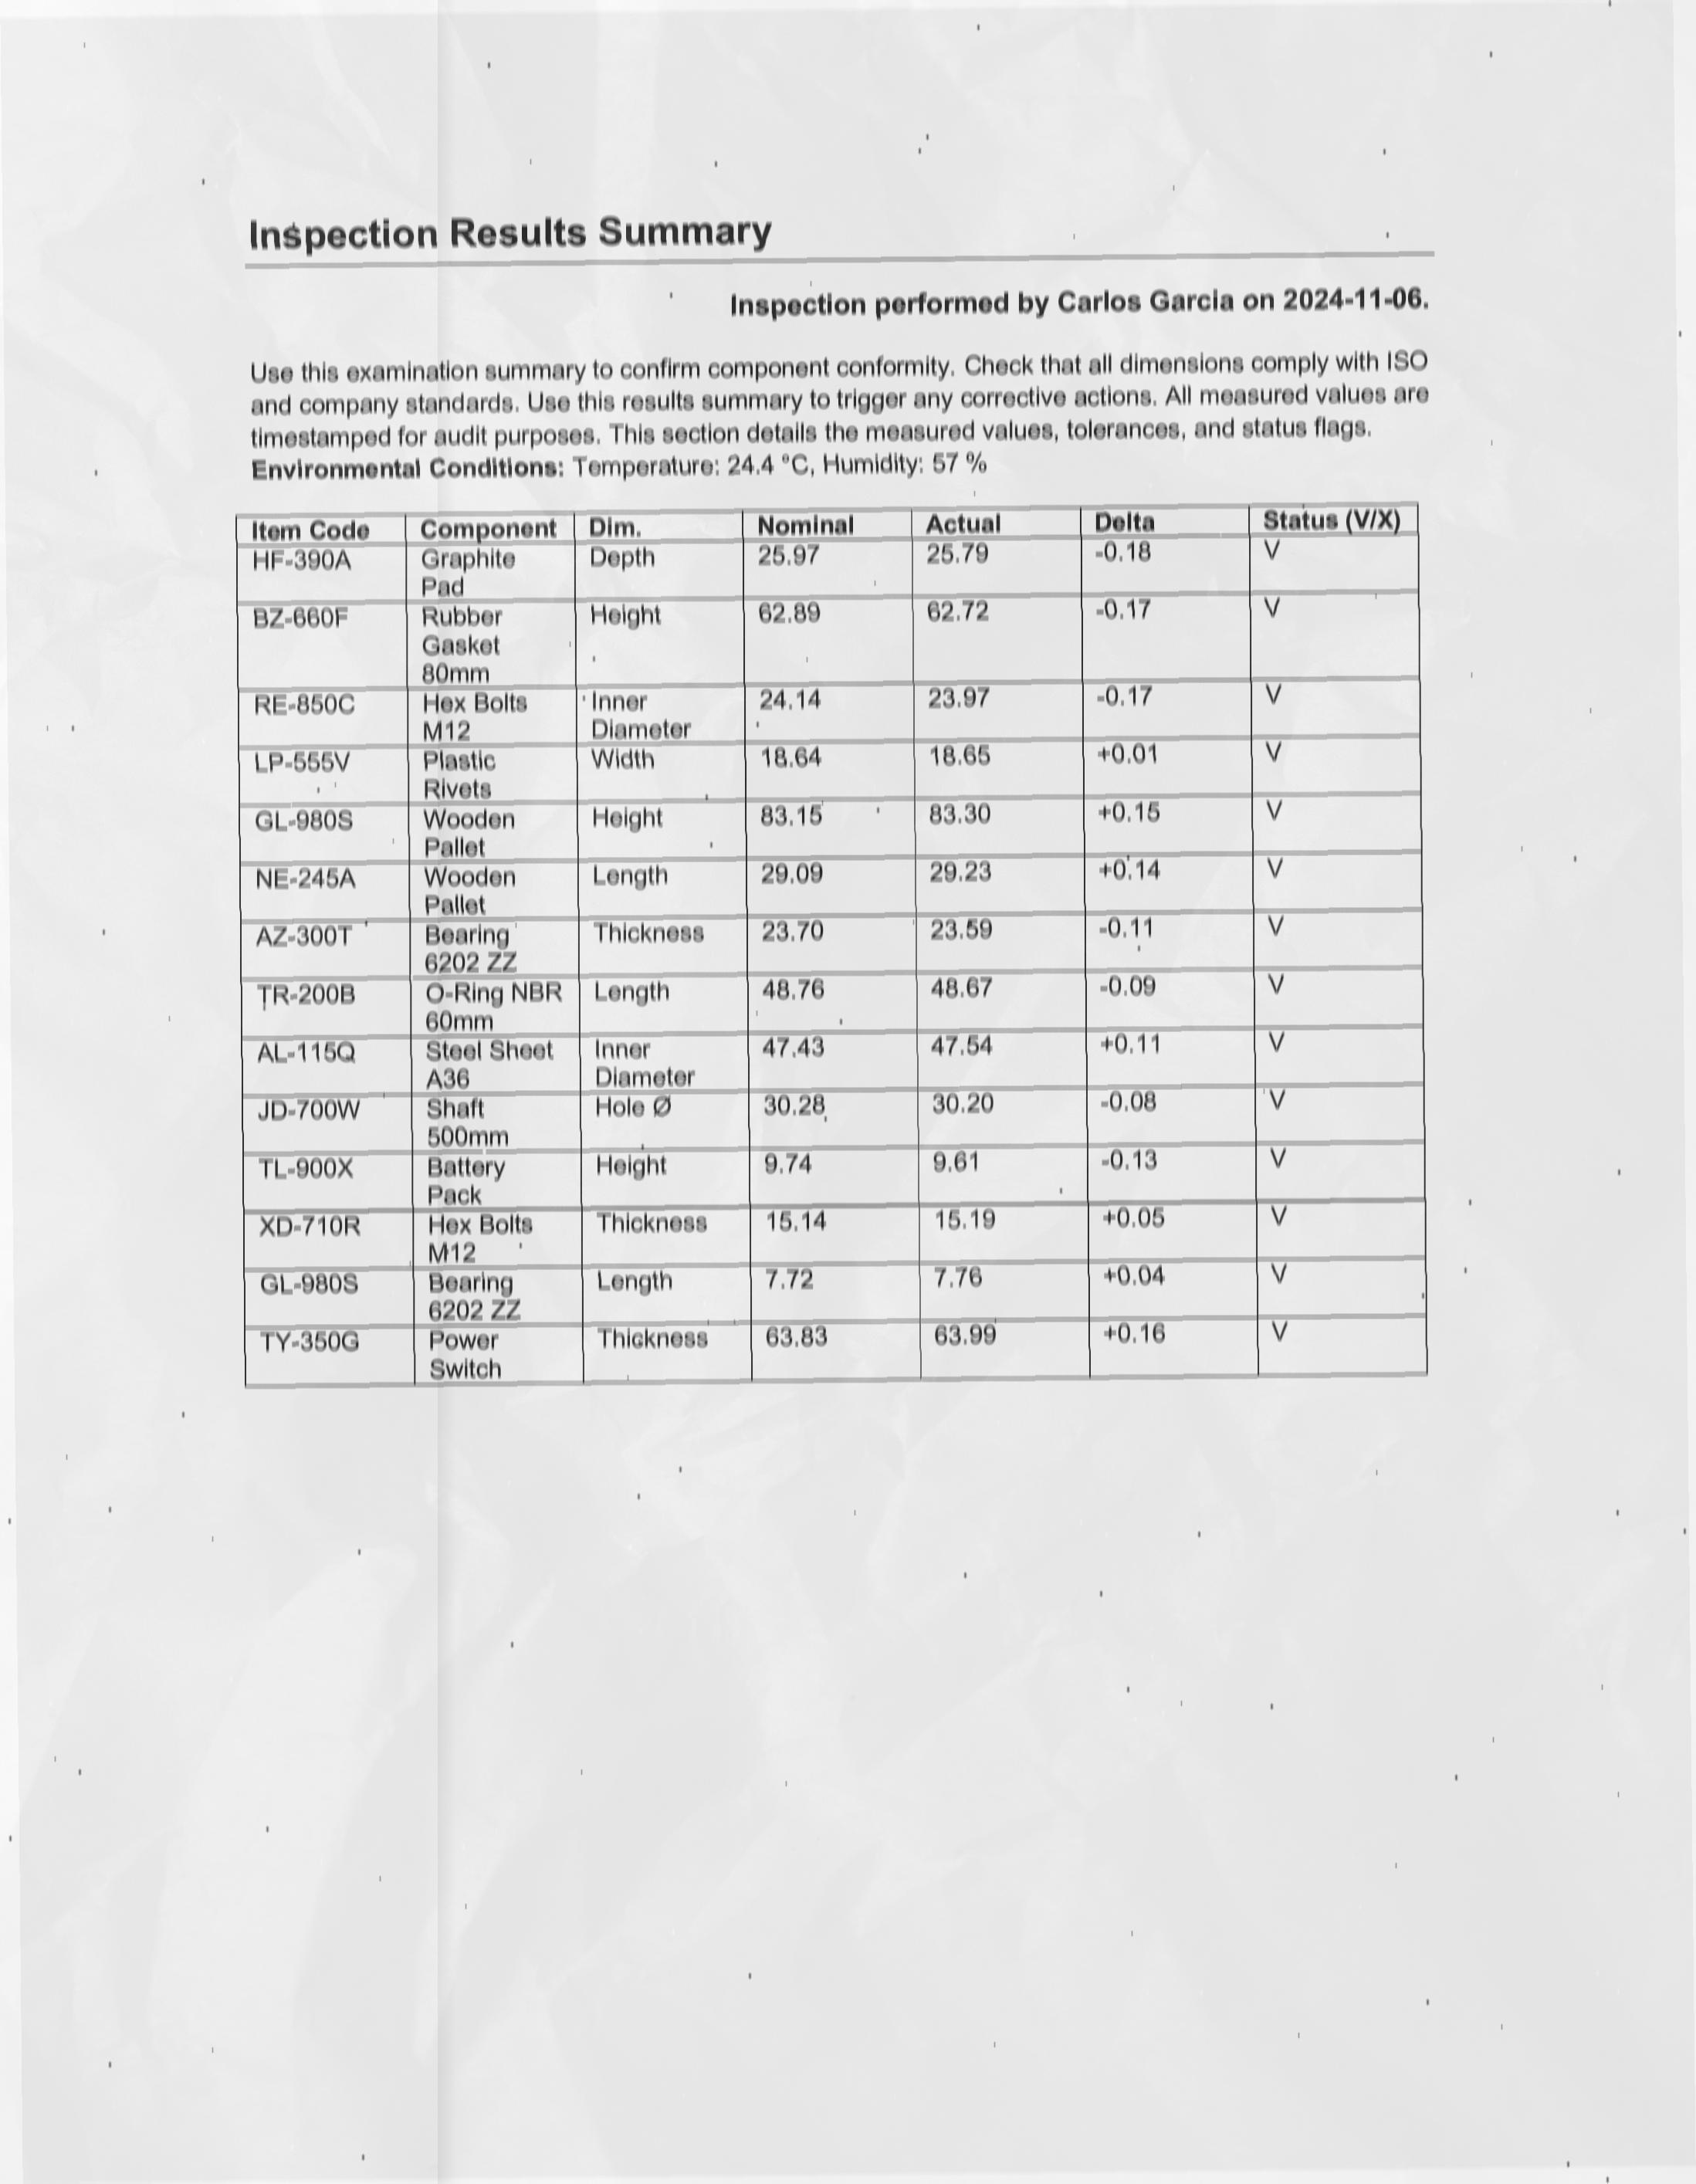 Inspection Results Summary
Inspection performed by Carlos Garcia on 2024-11-06.
Use this examination summary to confirm component conformity. Check that all dimensions comply with ISO
and company standards. Use this results summary to trigger any corrective actions. All measured values are
timestamped for audit purposes. This section details the measured values, tolerances, and status flags.
Environmental Conditions: Temperature: 24.4 °C, Humidity: 57 %
Item Code Component Dim. Nominal Actual Delta Status (V/X)
HF-390A Graphite Depth 25.97 25.79 -0.18 V
Pad
BZ-660F Rubber Height 62.89 62.72 -0.17 V
Gasket
80mm
RE-850C Hex Bolts Inner 24.14 23.97 -0.17 V
M12 Diameter
LP-555V Plastic Width 18.64 18.65 +0.01 V
Rivets
GL-980S Wooden Height 83.15 83.30 +0.15 V
Pallet
NE-245A Wooden Length 29.09 29.23 +0.14 V
Pallet
AZ-300T Bearing Thickness 23.70 23.59 -0.11 V
6202 ZZ
TR-200B O-Ring NBR Length 48.76 48.67 -0.09 V
60mm
AL-115Q Steel Sheet Inner 47.43 47.54 +0.11 V
A36 Diameter
JD-700W Shaft Hole Ø 30.28 30.20 -0.08 V
500mm
TL-900X Battery Height 9.74 9.61 -0.13 V
Pack
XD-710R Hex Bolts Thickness 15.14 15.19 +0.05 V
M12
GL-980S Bearing Length 7.72 7.76 +0.04 V
6202 ZZ
TY-350G Power Thickness 63.83 63.99 +0.16 V
Switch